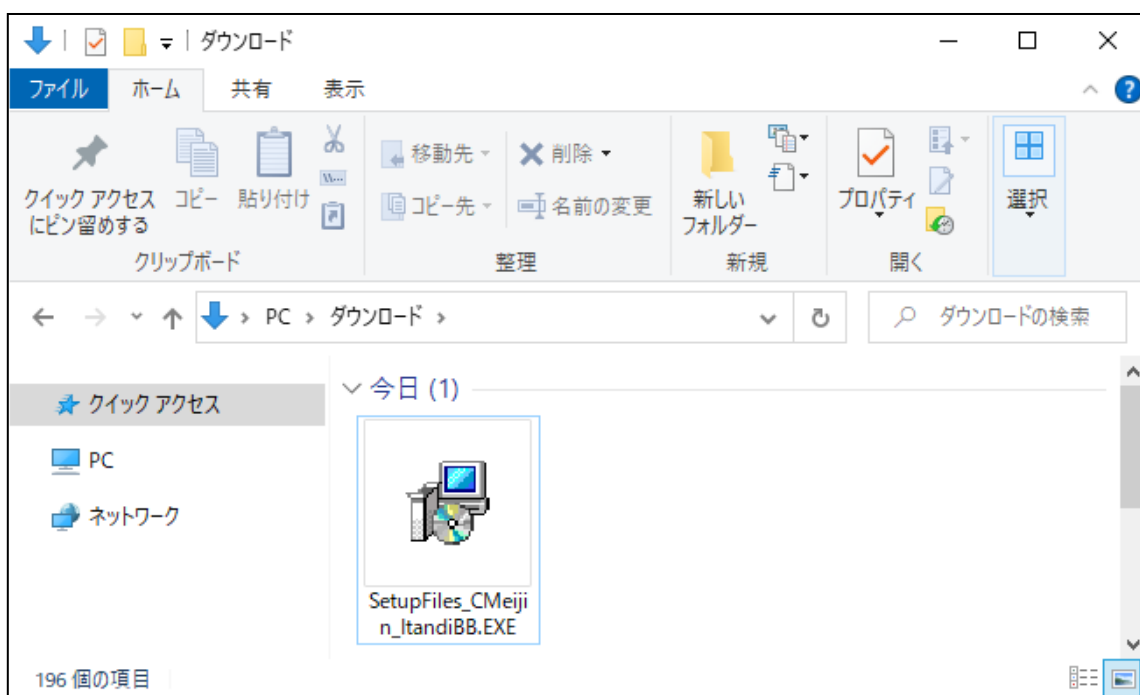 ダウンロード
ファイル ホーム 共有 表示
クイック アクセス
にピン留めする
コピー
貼り付け
クリップボード
移動先
コピー先
削除
名前の変更
整理
新しい
フォルダー
新規
プロパティ
開く
選択
PC ダウンロード
ダウンロードの検索
クイック アクセス
PC
ネットワーク
今日 (1)
SetupFiles_CMeiji
n_ItandiBB.EXE
196 個の項目